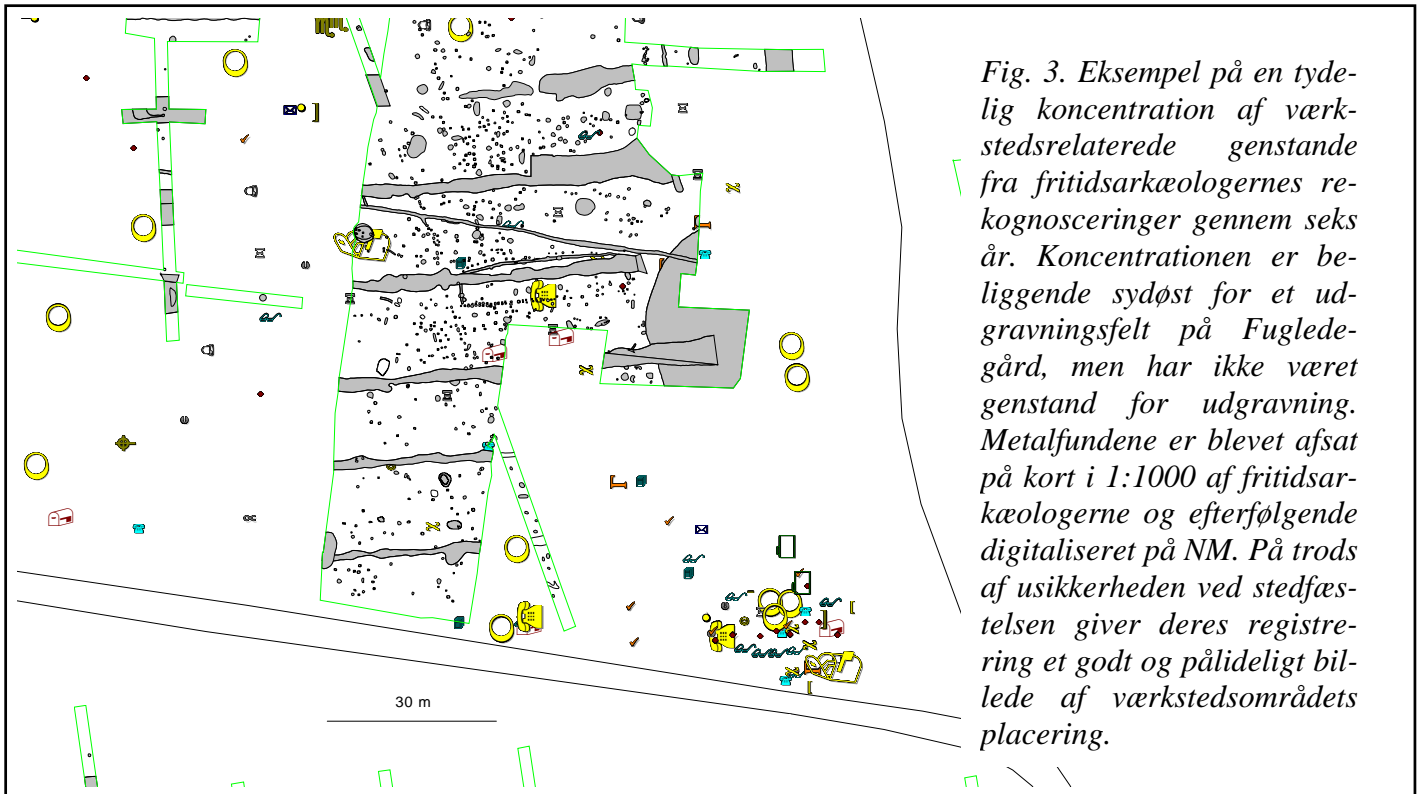 Fig. 3. Eksempel på en tyde-
lig koncentration af værk-
stedsrelaterede genstande
fra fritidsarkæologernes re-
kognosceringer gennem seks
år. Koncentrationen er be-
liggende sydøst for et ud-
gravningsfelt på Fuglede-
gård, men har ikke været
genstand for udgravning.
Metalfundene er blevet afsat
på kort i 1:1000 af fritidsar-
kæologerne og efterfølgende
digitaliseret på NM. På trods
af usikkerheden ved stedfæs-
telsen giver deres registre-
ring et godt og pålideligt bil-
lede af værkstedsområdets
placering.
30 m